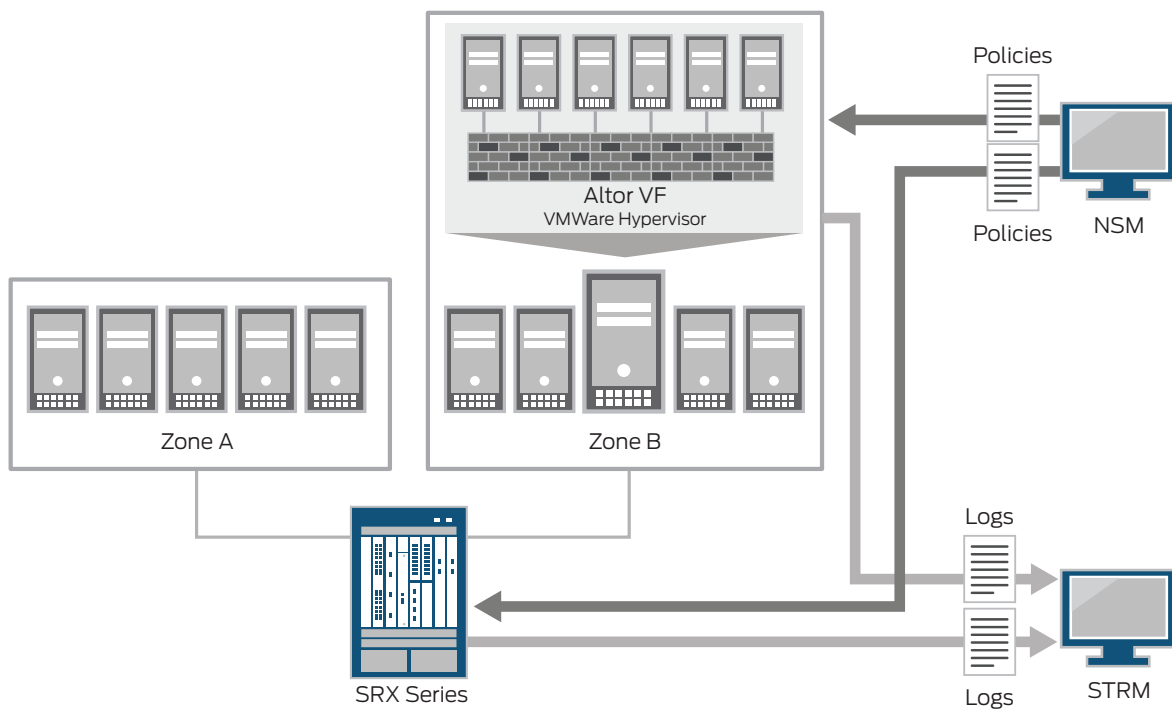 Policies
Altor VF
VMWare Hypervisor
Policies
NSM
Zone A
Zone B
Logs
SRX Series
Logs
STRM